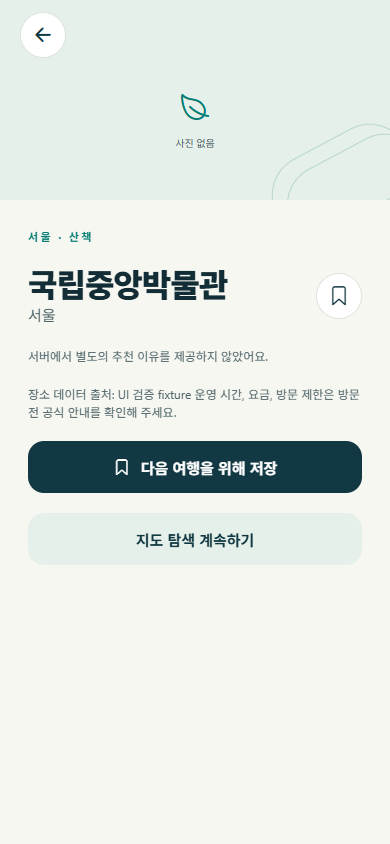 사진 없음
서울 · 산책
국립중앙박물관
서울
서버에서 별도의 추천 이유를 제공하지 않았어요.
장소 데이터 출처: UI 검증 fixture 운영 시간, 요금, 방문 제한은 방문
전 공식 안내를 확인해 주세요.
다음 여행을 위해 저장
지도 탐색 계속하기